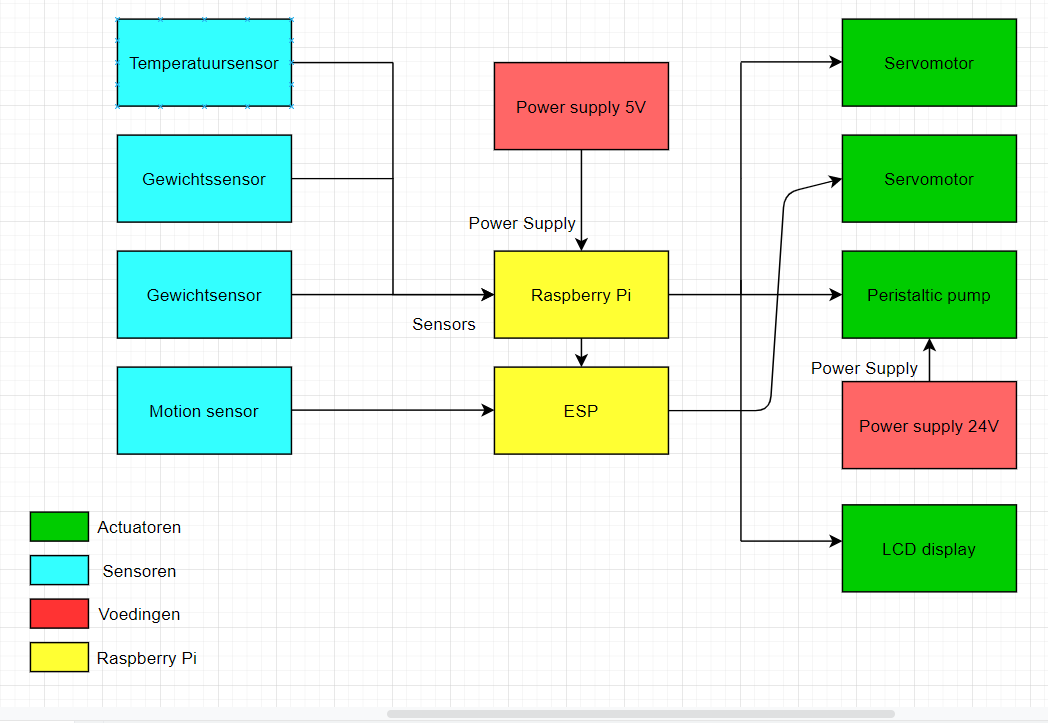 Temperatuursensor
Gewichtssensor
Gewichtsensor
Motion sensor
Power supply 5V
Power Supply
Raspberry Pi
Sensors
ESP
Servomotor
Servomotor
Peristaltic pump
Power Supply
Power supply 24V
LCD display
Actuatoren
Sensoren
Voedingen
Raspberry Pi